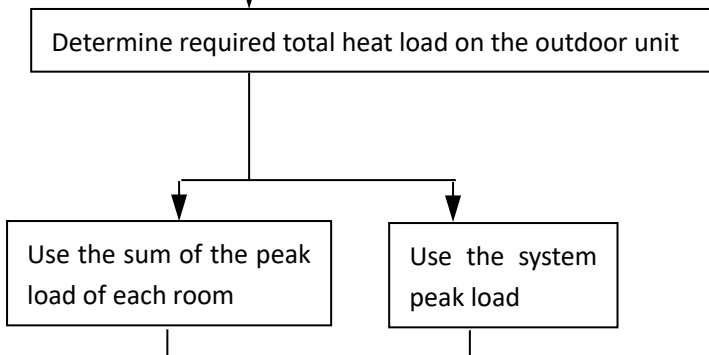 Determine required total heat load on the outdoor unit
Use the sum of the peak
load of each room
Use the system
peak load